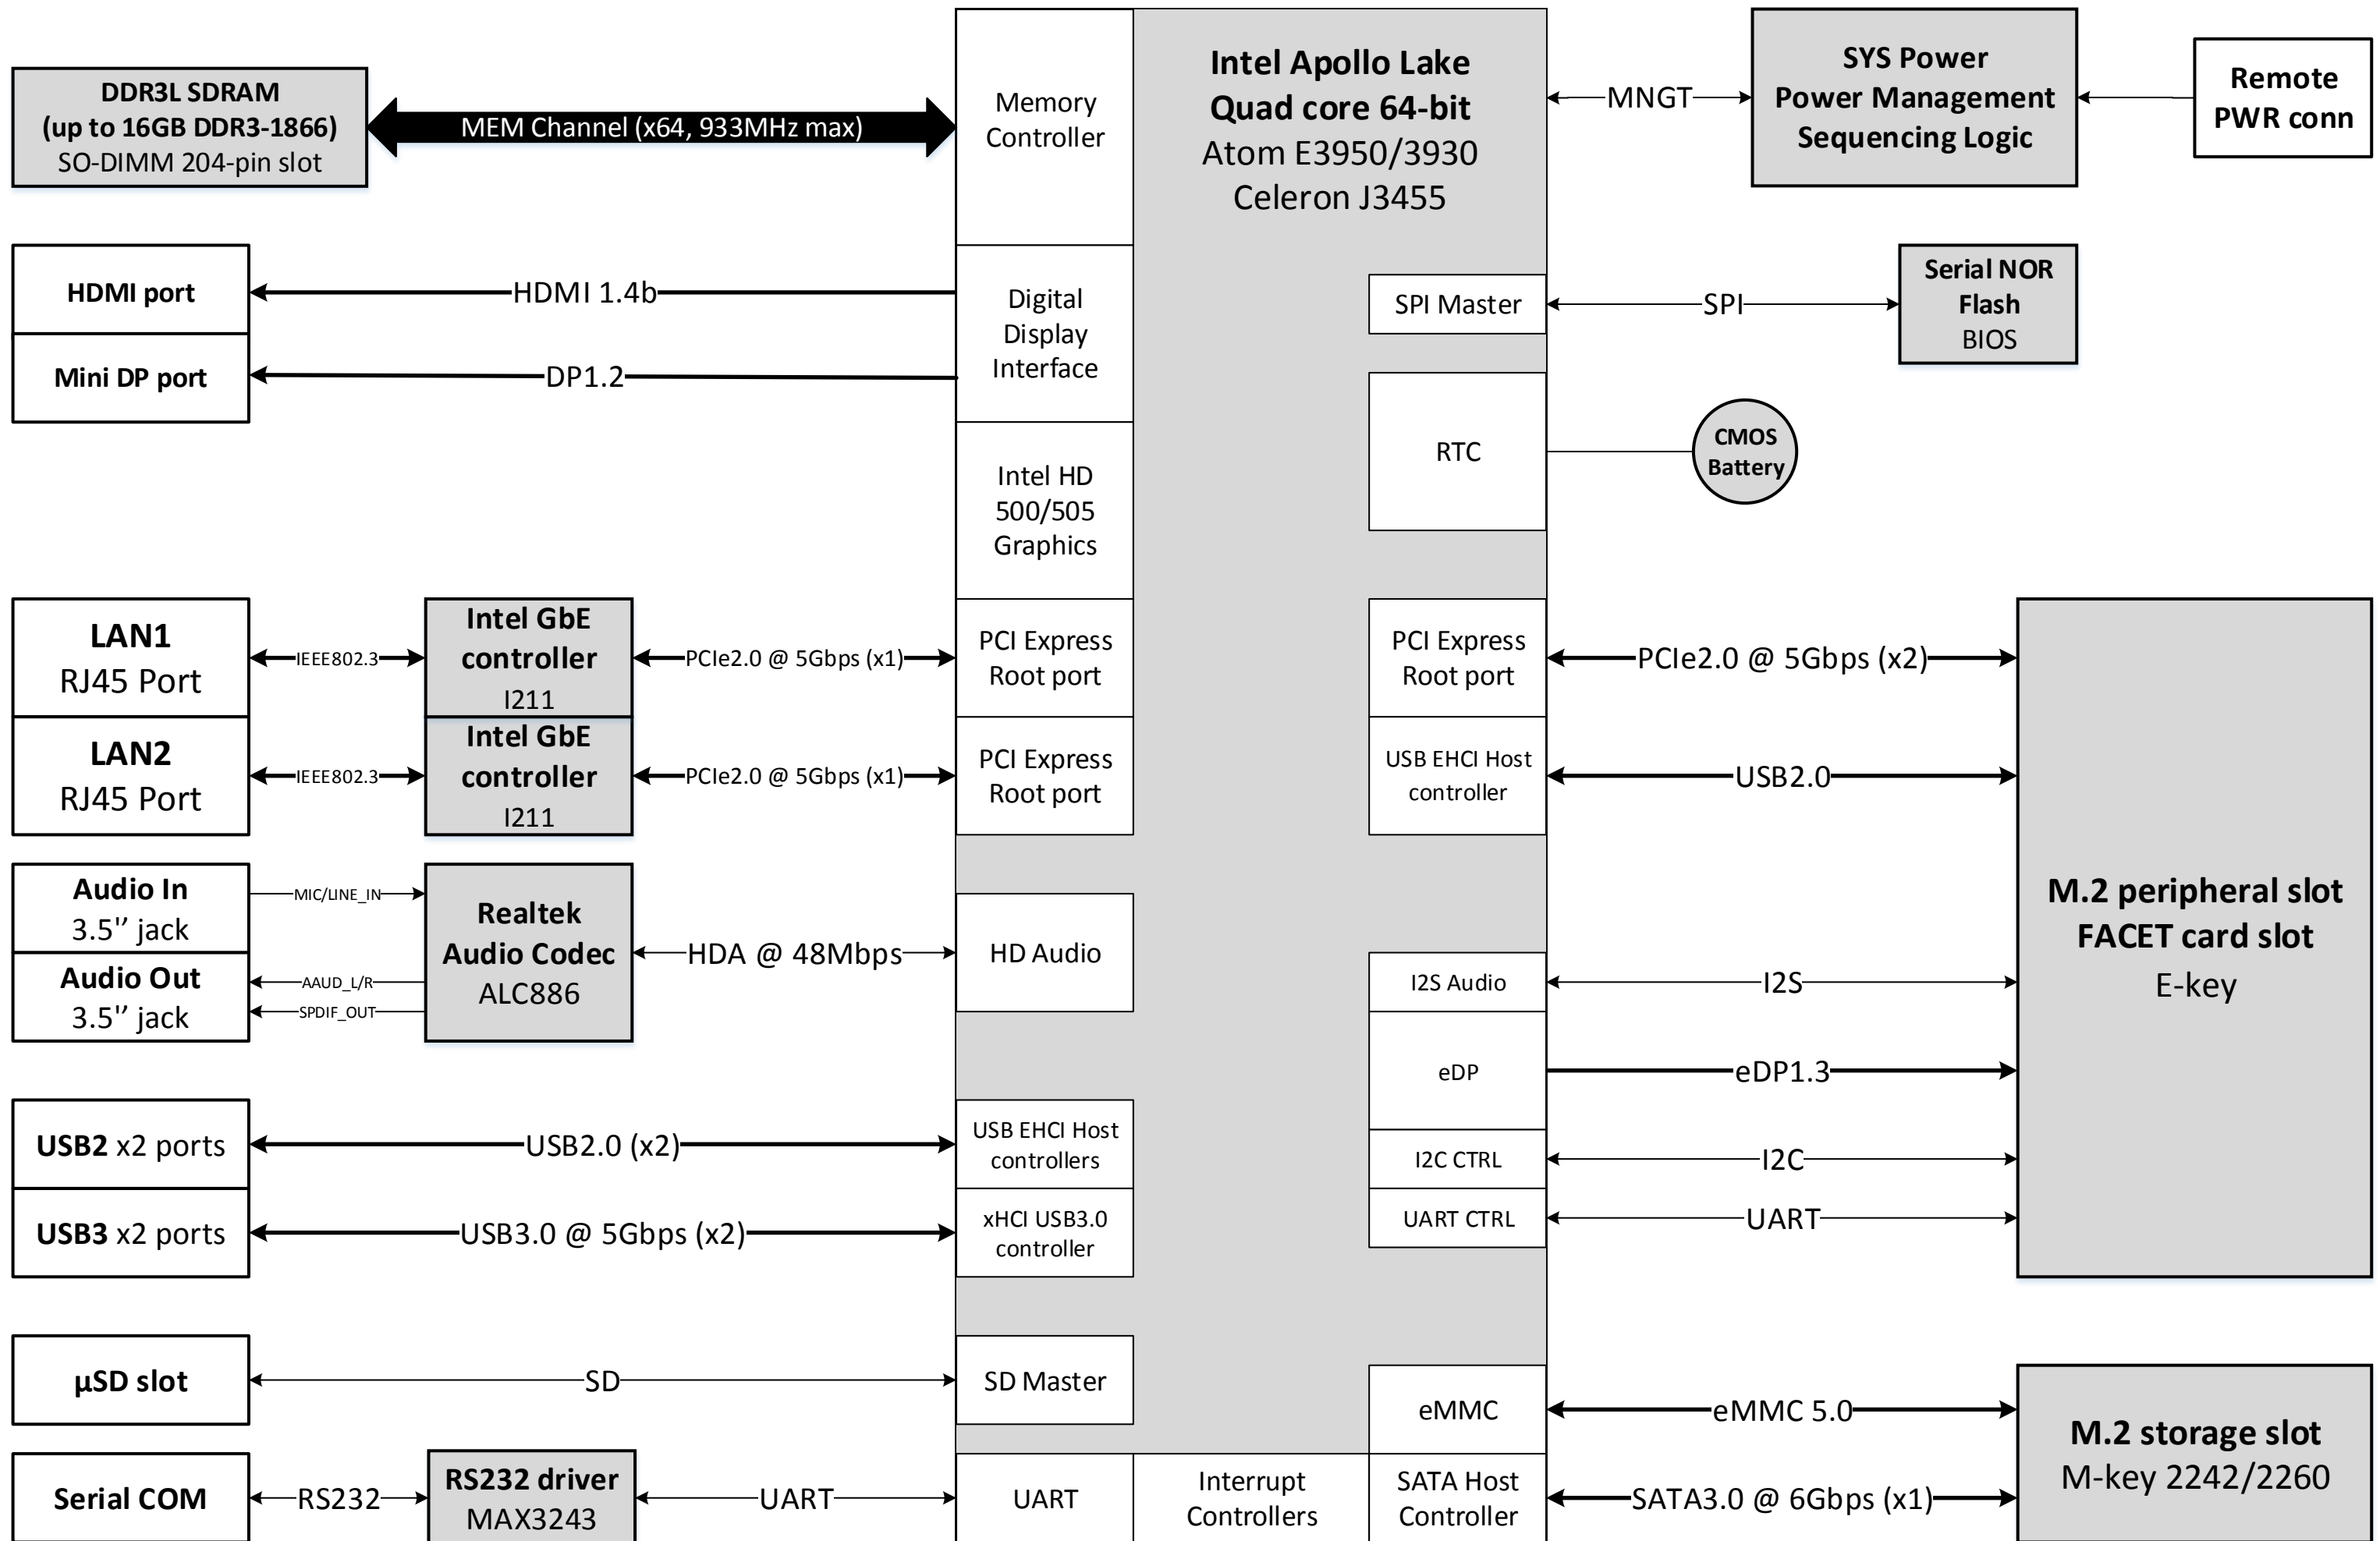 DDR3L SDRAM
(up to 16GB DDR3-1866)
SO-DIMM 204-pin slot
MEM Channel (x64, 933MHz max)
Memory
Controller
Intel Apollo Lake
Quad core 64-bit
Atom E3950/3930
Celeron J3455
MNGT
SYS Power
Power Management
Sequencing Logic
Remote
PWR conn
HDMI port
HDMI 1.4b
Mini DP port
DP1.2
Digital
Display
Interface
SPI Master
SPI
Serial NOR
Flash
BIOS
RTC
CMOS
Battery
Intel HD
500/505
Graphics
LAN1
RJ45 Port
IEEE802.3
Intel GbE
controller
I211
PCIe2.0 @ 5Gbps (x1)
PCI Express
Root port
PCI Express
Root port
PCIe2.0 @ 5Gbps (x2)
LAN2
RJ45 Port
IEEE802.3
Intel GbE
controller
I211
PCIe2.0 @ 5Gbps (x1)
PCI Express
Root port
USB EHCI Host
controller
USB2.0
M.2 peripheral slot
FACET card slot
E-key
Audio In
3.5'' jack
MIC/LINE_IN
Audio Out
3.5'' jack
AAUD_L/R
SPDIF_OUT
Realtek
Audio Codec
ALC886
HDA @ 48Mbps
HD Audio
I2S Audio
I2S
eDP
eDP1.3
USB2 x2 ports
USB2.0 (x2)
USB EHCI Host
controllers
I2C CTRL
I2C
USB3 x2 ports
USB3.0 @ 5Gbps (x2)
xHCI USB3.0
controller
UART CTRL
UART
µSD slot
SD
SD Master
eMMC
eMMC 5.0
M.2 storage slot
M-key 2242/2260
Serial COM
RS232
RS232 driver
MAX3243
UART
UART
Interrupt
Controllers
SATA Host
Controller
SATA3.0 @ 6Gbps (x1)